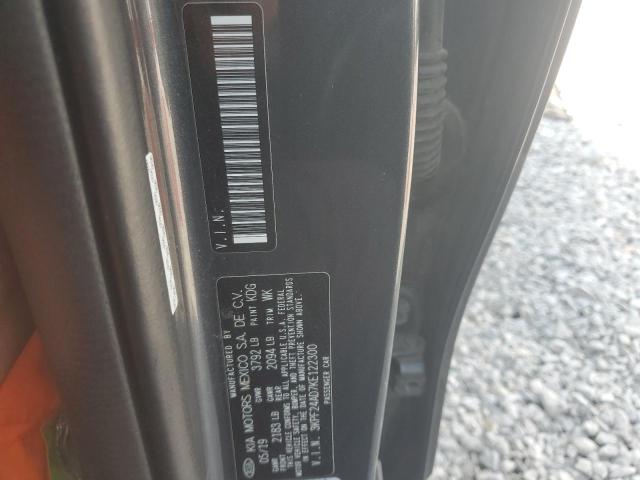 V.I.N.
MANUFACTURED BY
KIA KIA MOTORS MEXICO S.A. DE C.V.
05/19 GVWR 3792 LB PAINT KDG
GAWR FRONT 2183 LB GAWR REAR 2094 LB TRIM WK
THIS VEHICLE CONFORMS TO ALL APPLICABLE U.S.A. FEDERAL
MOTOR VEHICLE SAFETY, BUMPER, AND THEFT PREVENTION STANDARDS
IN EFFECT ON THE DATE OF MANUFACTURE SHOWN ABOVE.
V.I.N. 3KPF24AD7KE122300
PASSENGER CAR